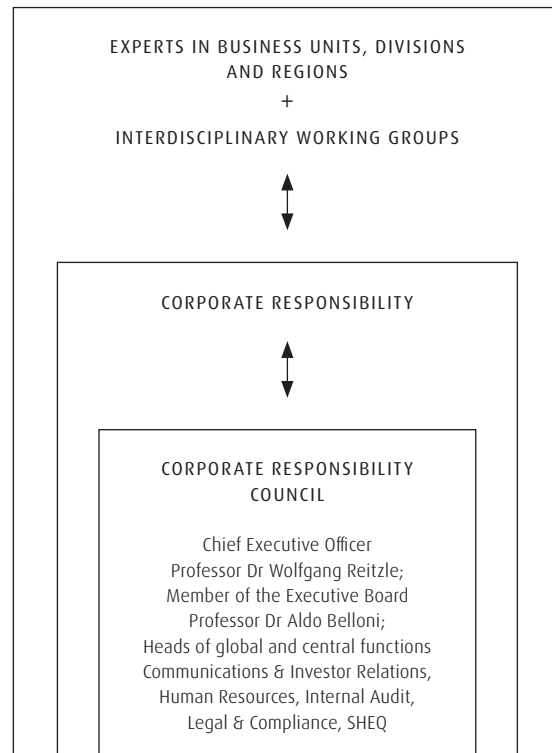 EXPERTS IN BUSINESS UNITS, DIVISIONS
AND REGIONS
+
INTERDISCIPLINARY WORKING GROUPS
CORPORATE RESPONSIBILITY
CORPORATE RESPONSIBILITY
COUNCIL
Chief Executive Officer
Professor Dr Wolfgang Reitzle;
Member of the Executive Board
Professor Dr Aldo Belloni;
Heads of global and central functions
Communications & Investor Relations,
Human Resources, Internal Audit,
Legal & Compliance, SHEQ